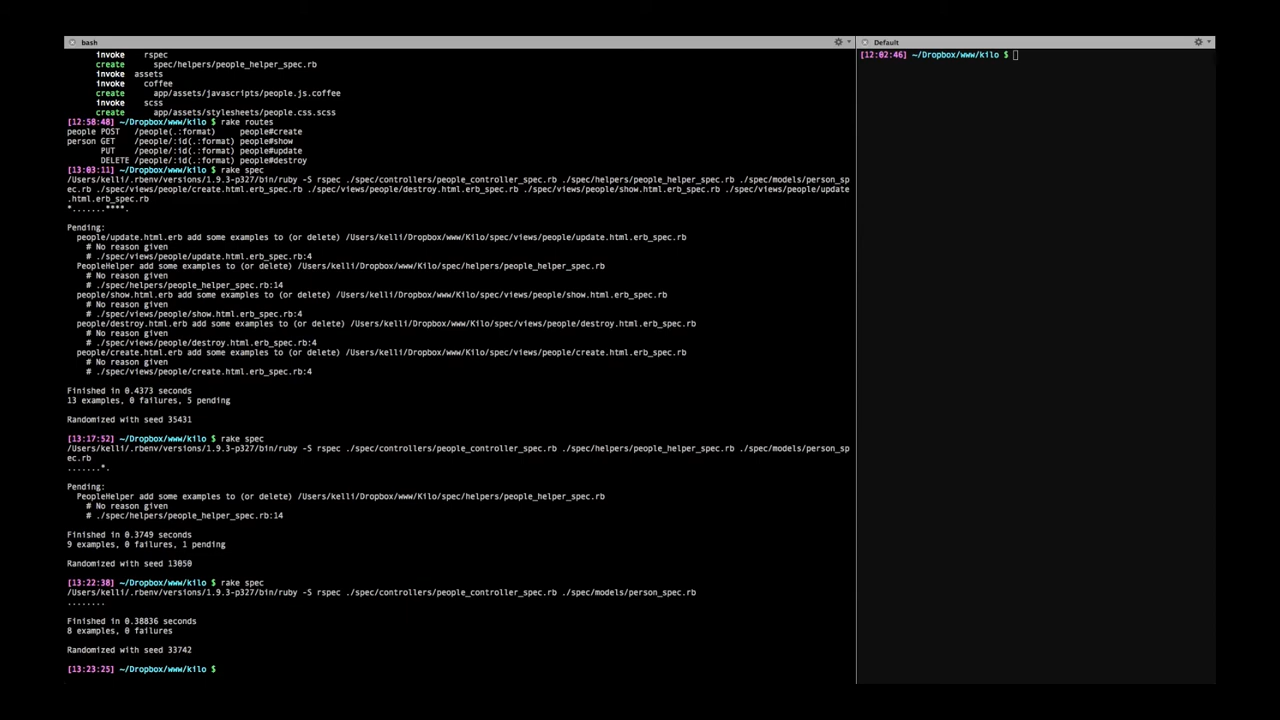 bash
invoke   rspec
create     spec/helpers/people_helper_spec.rb
invoke  assets
invoke    coffee
create      app/assets/javascripts/people.js.coffee
invoke    scss
create      app/assets/stylesheets/people.css.scss
[12:58:48] ~/Dropbox/www/kilo $ rake routes
people POST   /people(.:format)     people#create
person GET    /people/:id(.:format) people#show
PUT    /people/:id(.:format) people#update
DELETE /people/:id(.:format) people#destroy
[13:03:11] ~/Dropbox/www/kilo $ rake spec
/Users/kelli/.rbenv/versions/1.9.3-p327/bin/ruby -S rspec ./spec/controllers/people_controller_spec.rb ./spec/helpers/people_helper_spec.rb ./spec/models/person_sp
ec.rb ./spec/views/people/create.html.erb_spec.rb ./spec/views/people/destroy.html.erb_spec.rb ./spec/views/people/show.html.erb_spec.rb ./spec/views/people/update
.html.erb_spec.rb
*.......****.
Pending:
people/update.html.erb add some examples to (or delete) /Users/kelli/Dropbox/www/Kilo/spec/views/people/update.html.erb_spec.rb
# No reason given
# ./spec/views/people/update.html.erb_spec.rb:4
PeopleHelper add some examples to (or delete) /Users/kelli/Dropbox/www/Kilo/spec/helpers/people_helper_spec.rb
# No reason given
# ./spec/helpers/people_helper_spec.rb:14
people/show.html.erb add some examples to (or delete) /Users/kelli/Dropbox/www/Kilo/spec/views/people/show.html.erb_spec.rb
# No reason given
# ./spec/views/people/show.html.erb_spec.rb:4
people/destroy.html.erb add some examples to (or delete) /Users/kelli/Dropbox/www/Kilo/spec/views/people/destroy.html.erb_spec.rb
# No reason given
# ./spec/views/people/destroy.html.erb_spec.rb:4
people/create.html.erb add some examples to (or delete) /Users/kelli/Dropbox/www/Kilo/spec/views/people/create.html.erb_spec.rb
# No reason given
# ./spec/views/people/create.html.erb_spec.rb:4
Finished in 0.4373 seconds
13 examples, 0 failures, 5 pending
Randomized with seed 35431
[13:17:52] ~/Dropbox/www/kilo $ rake spec
/Users/kelli/.rbenv/versions/1.9.3-p327/bin/ruby -S rspec ./spec/controllers/people_controller_spec.rb ./spec/helpers/people_helper_spec.rb ./spec/models/person_sp
ec.rb
.......*.
Pending:
PeopleHelper add some examples to (or delete) /Users/kelli/Dropbox/www/Kilo/spec/helpers/people_helper_spec.rb
# No reason given
# ./spec/helpers/people_helper_spec.rb:14
Finished in 0.3749 seconds
9 examples, 0 failures, 1 pending
Randomized with seed 13050
[13:22:38] ~/Dropbox/www/kilo $ rake spec
/Users/kelli/.rbenv/versions/1.9.3-p327/bin/ruby -S rspec ./spec/controllers/people_controller_spec.rb ./spec/models/person_spec.rb
........
Finished in 0.38836 seconds
8 examples, 0 failures
Randomized with seed 33742
[13:23:25] ~/Dropbox/www/kilo $
Default
[12:02:46] ~/Dropbox/www/kilo $